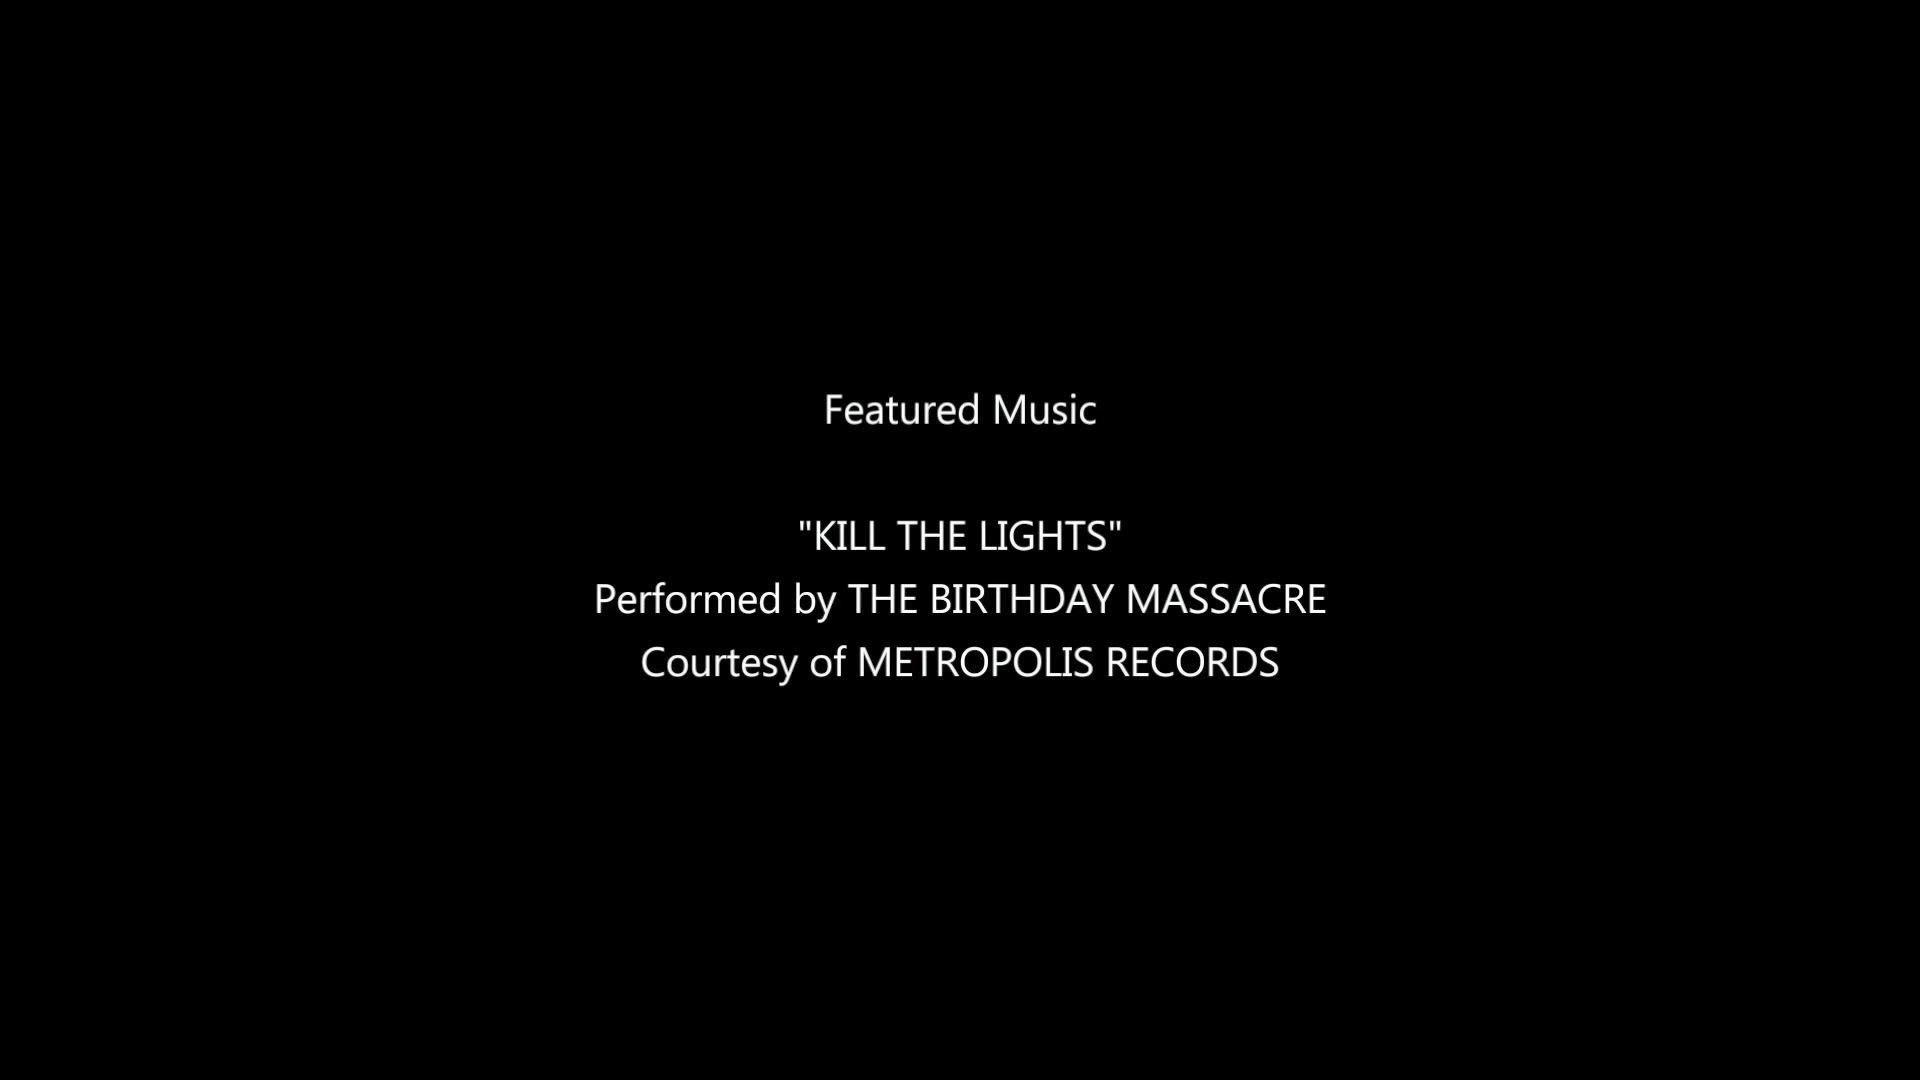 Featured Music
"KILL THE LIGHTS"
Performed by THE BIRTHDAY MASSACRE
Courtesy of METROPOLIS RECORDS